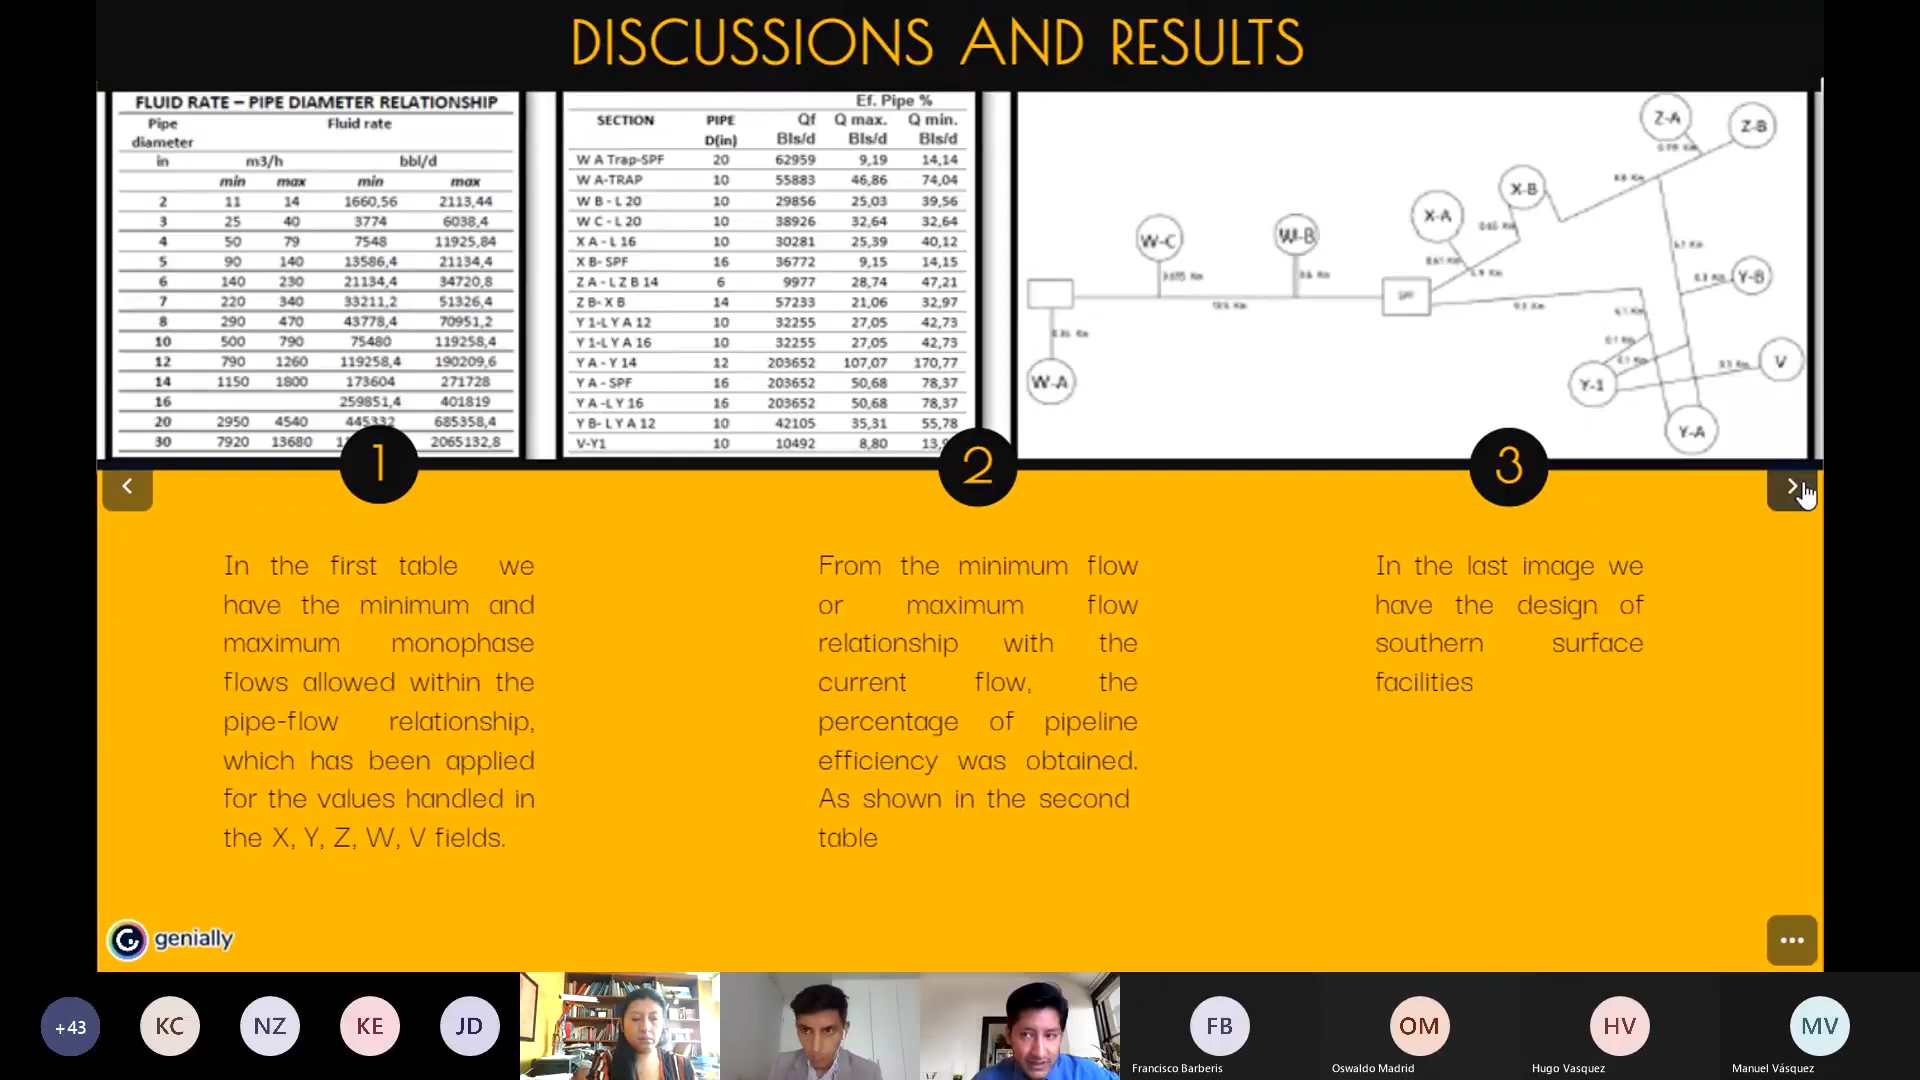 DISCUSSIONS AND RESULTS
FLUID RATE – PIPE DIAMETER RELATIONSHIP
Pipe diameter Fluid rate
in m3/h bbl/d
min max min max
2 11 14 1660,56 2113,44
3 25 40 3774 6038,4
4 50 79 7548 11925,84
5 90 140 13586,4 21134,4
6 140 230 21134,4 34720,8
7 220 340 33211,2 51326,4
8 290 470 43778,4 70951,2
10 500 790 75480 119258,4
12 790 1260 119258,4 190209,6
14 1150 1800 173604 271728
16 259851,4 401819
20 2950 4540 445332 685358,4
30 7920 13680 2065132,8
Ef. Pipe %
SECTION PIPE Qf Q max. Q min.
D(in) Bls/d Bls/d Bls/d
W A Trap-SPF 20 62959 9,19 14,14
W A-TRAP 10 55883 46,86 74,04
W B - L 20 10 29856 25,03 39,56
W C - L 20 10 38926 32,64 32,64
X A - L 16 10 30281 25,39 40,12
X B- SPF 16 36772 9,15 14,15
Z A - L Z B 14 6 9977 28,74 47,21
Z B- X B 14 57233 21,06 32,97
Y 1-L Y A 12 10 32255 27,05 42,73
Y 1-L Y A 16 10 32255 27,05 42,73
Y A - Y 14 12 203652 107,07 170,77
Y A - SPF 16 203652 50,68 78,37
Y A -L Y 16 16 203652 50,68 78,37
Y B- L Y A 12 10 42105 35,31 55,78
V-Y1 10 10492 8,80
Z-A
Z-B
X-B
X-A
W-C
W-B
Y-B
SPF
V
Y-1
W-A
Y-A
1
2
3
In the first table we
have the minimum and
maximum monophase
flows allowed within the
pipe-flow relationship,
which has been applied
for the values handled in
the X, Y, Z, W, V fields.
From the minimum flow
or maximum flow
relationship with the
current flow, the
percentage of pipeline
efficiency was obtained.
As shown in the second
table
In the last image we
have the design of
southern surface
facilities
genially
+43
KC
NZ
KE
JD
FB
OM
HV
MV
Francisco Barberis
Oswaldo Madrid
Hugo Vasquez
Manuel Vásquez